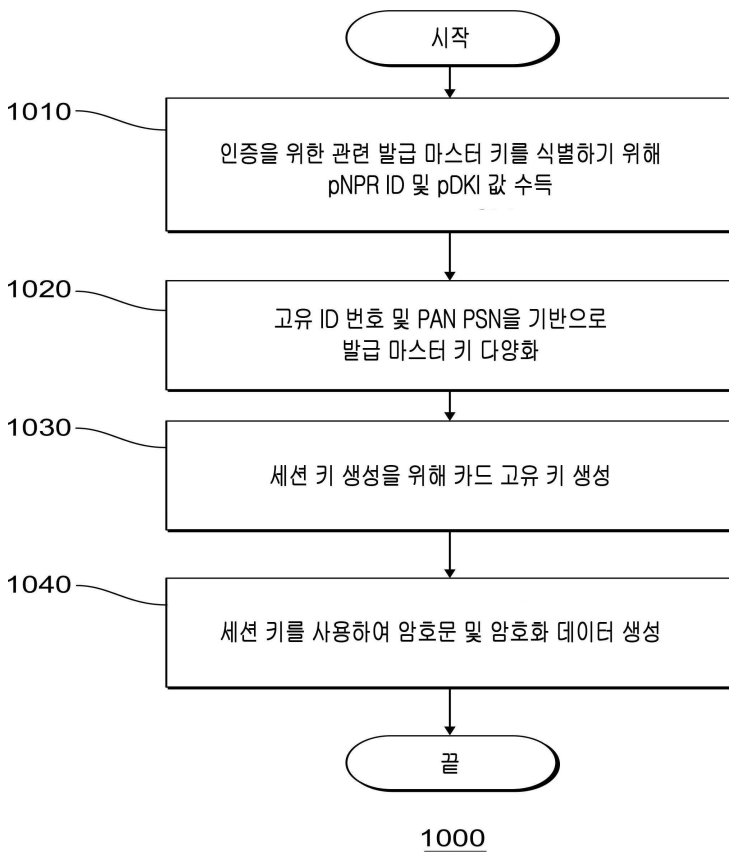 시작
1010
인증을 위한 관련 발급 마스터 키를 식별하기 위해
pNPR ID 및 pDKI 값 수득
1020
고유 ID 번호 및 PAN PSN을 기반으로
발급 마스터 키 다양화
1030
세션 키 생성을 위해 카드 고유 키 생성
1040
세션 키를 사용하여 암호문 및 암호화 데이터 생성
끝
1000